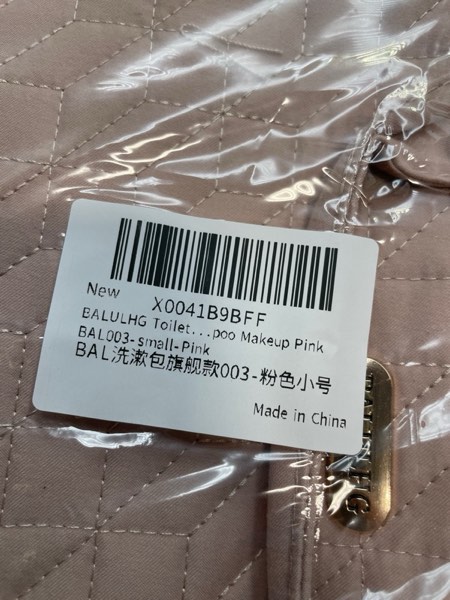 X0041B9BFF
New
BALULHG Toilet...poo Makeup Pink
BAL003-small-Pink
BAL洗漱包旗舰款003-粉色小号
Made in China
BALULHG